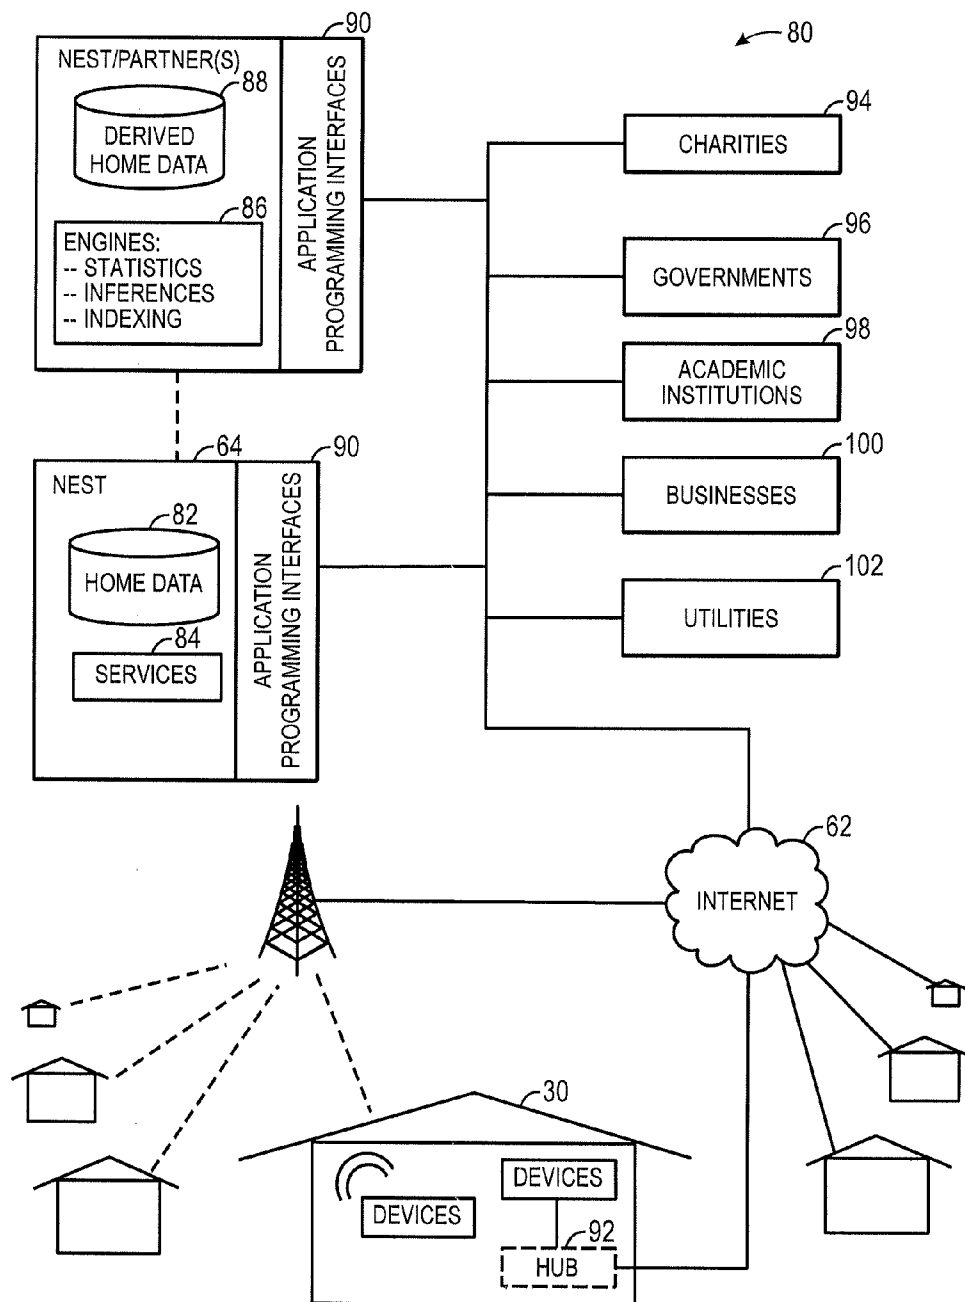 90
80
NEST/PARTNER(S)
88
DERIVED
HOME DATA
86
ENGINES:
-- STATISTICS
-- INFERENCES
-- INDEXING
APPLICATION
PROGRAMMING INTERFACES
94
CHARITIES
96
GOVERNMENTS
98
ACADEMIC
INSTITUTIONS
100
BUSINESSES
102
UTILITIES
64
90
NEST
82
HOME DATA
84
SERVICES
APPLICATION
PROGRAMMING INTERFACES
62
INTERNET
30
DEVICES
DEVICES
92
HUB